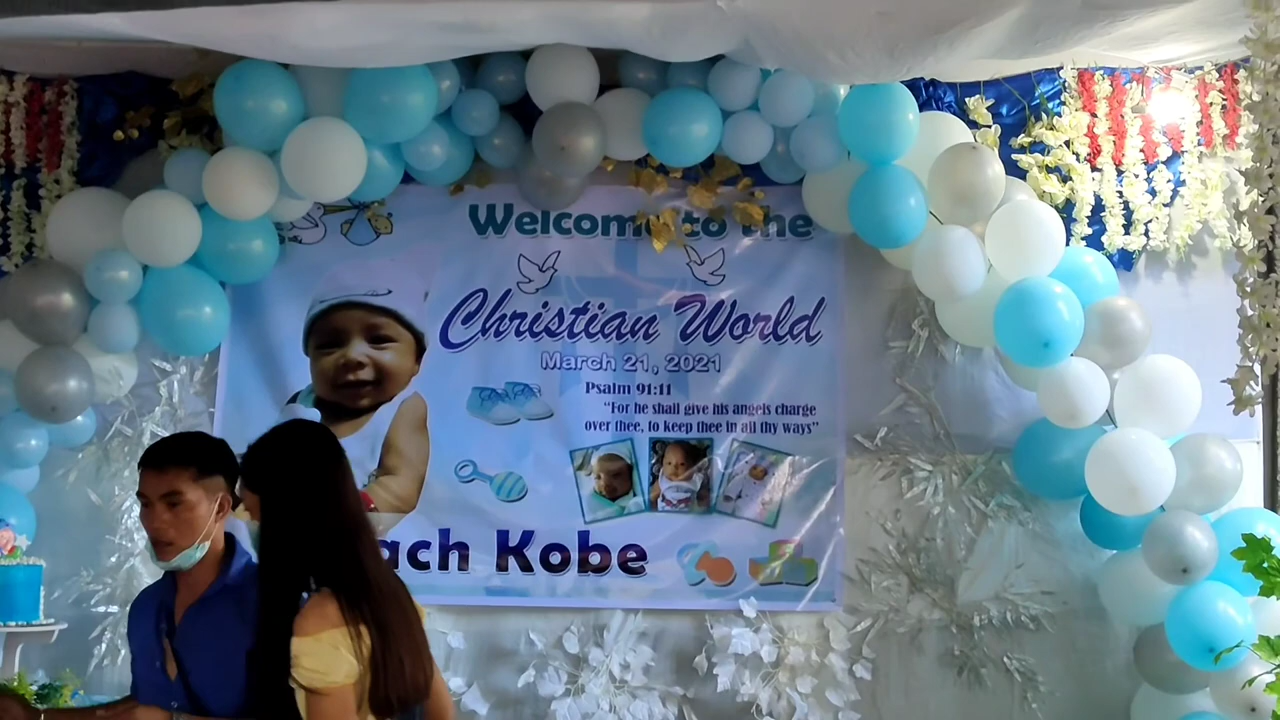 Welcome to the
Christian World
March 21, 2021
Psalm 91:11
“For he shall give his angels charge
over thee, to keep thee in all thy ways”
Kobe